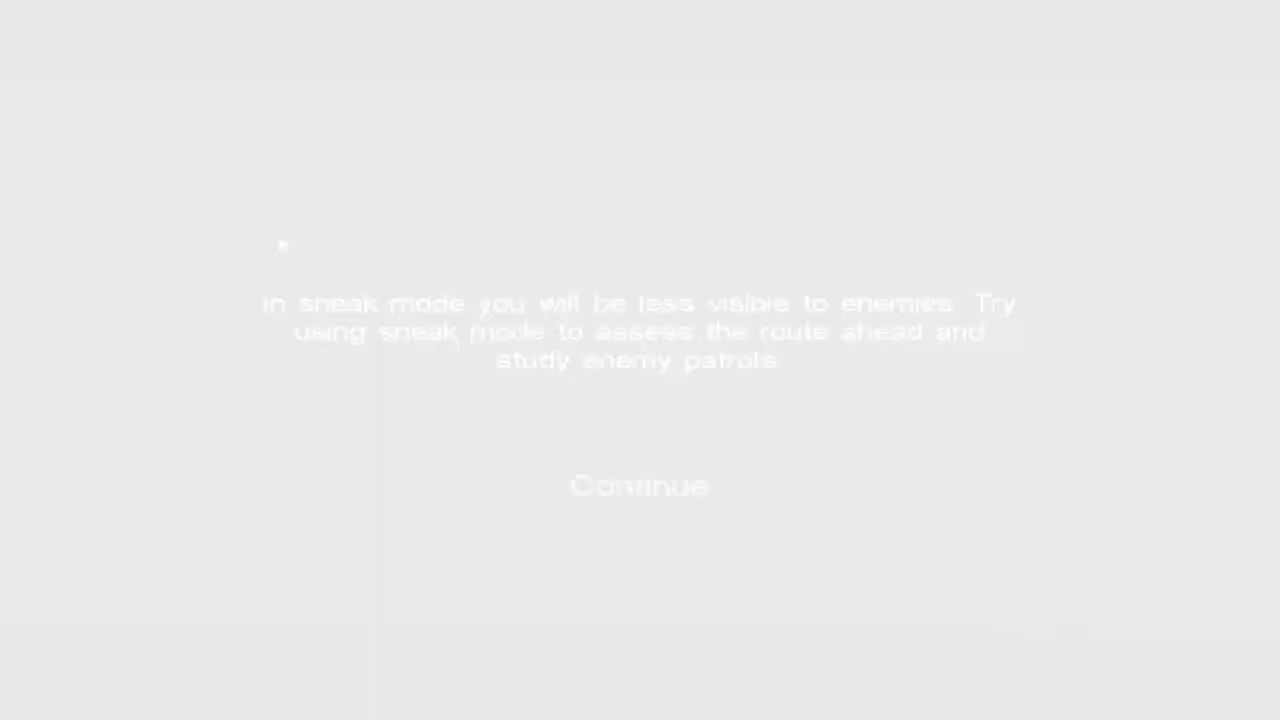 In sneak mode you will be less visible to enemies. Try
using sneak mode to assess the route ahead and
study enemy patrols.
Continue